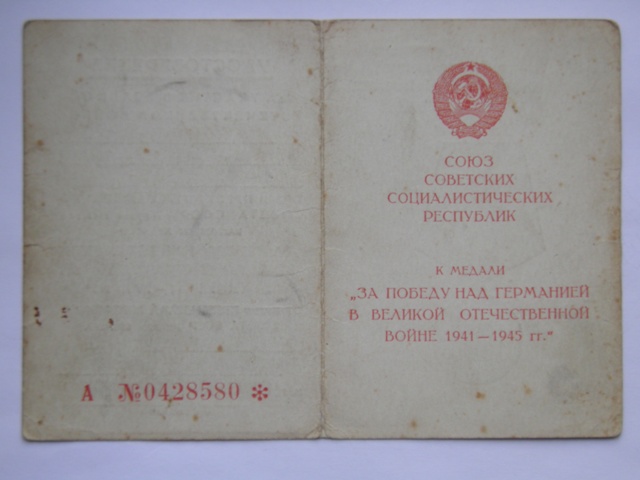 А №0428580 *
СОЮЗ
СОВЕТСКИХ
СОЦИАЛИСТИЧЕСКИХ
РЕСПУБЛИК
К МЕДАЛИ
„ЗА ПОБЕДУ НАД ГЕРМАНИЕЙ
В ВЕЛИКОЙ ОТЕЧЕСТВЕННОЙ
ВОЙНЕ 1941—1945 гг.“